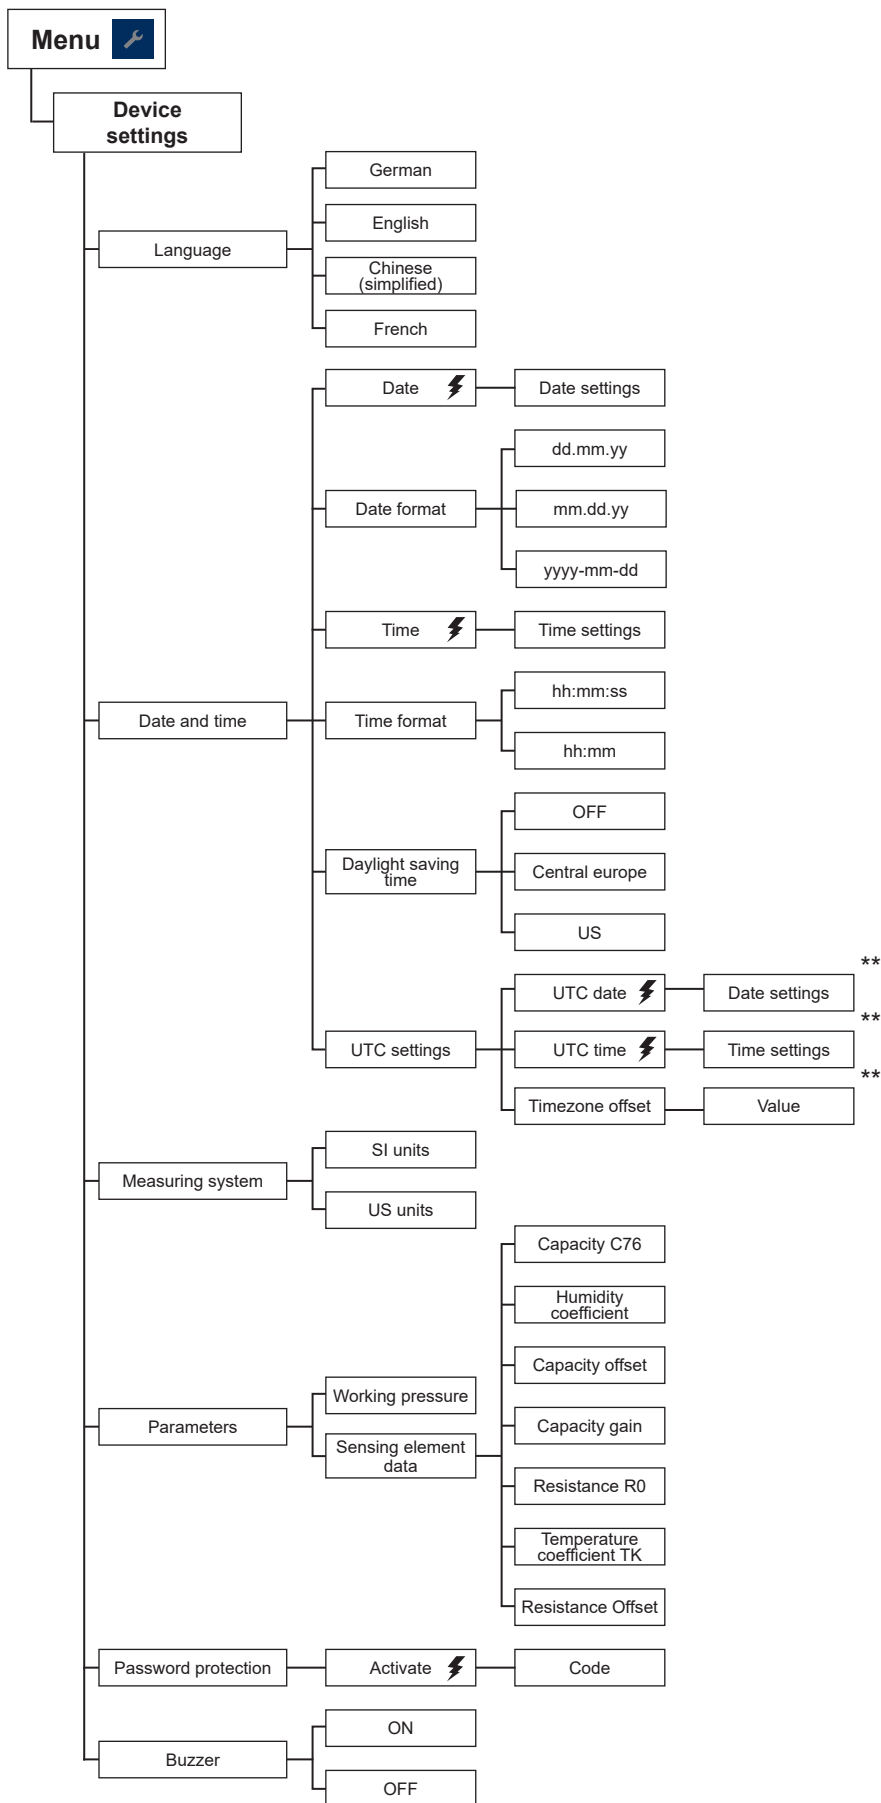 Menu
Device
settings
Language
German
English
Chinese
(simplified)
French
Date and time
Date
Date settings
Date format
dd.mm.yy
mm.dd.yy
yyyy-mm-dd
Time
Time settings
Time format
hh:mm:ss
hh:mm
Daylight saving
time
OFF
Central europe
US
UTC settings
UTC date
Date settings
**
UTC time
Time settings
**
Timezone offset
Value
**
Measuring system
SI units
US units
Parameters
Working pressure
Sensing element
data
Capacity C76
Humidity
coefficient
Capacity offset
Capacity gain
Resistance R0
Temperature
coefficient TK
Resistance Offset
Password protection
Activate
Code
Buzzer
ON
OFF